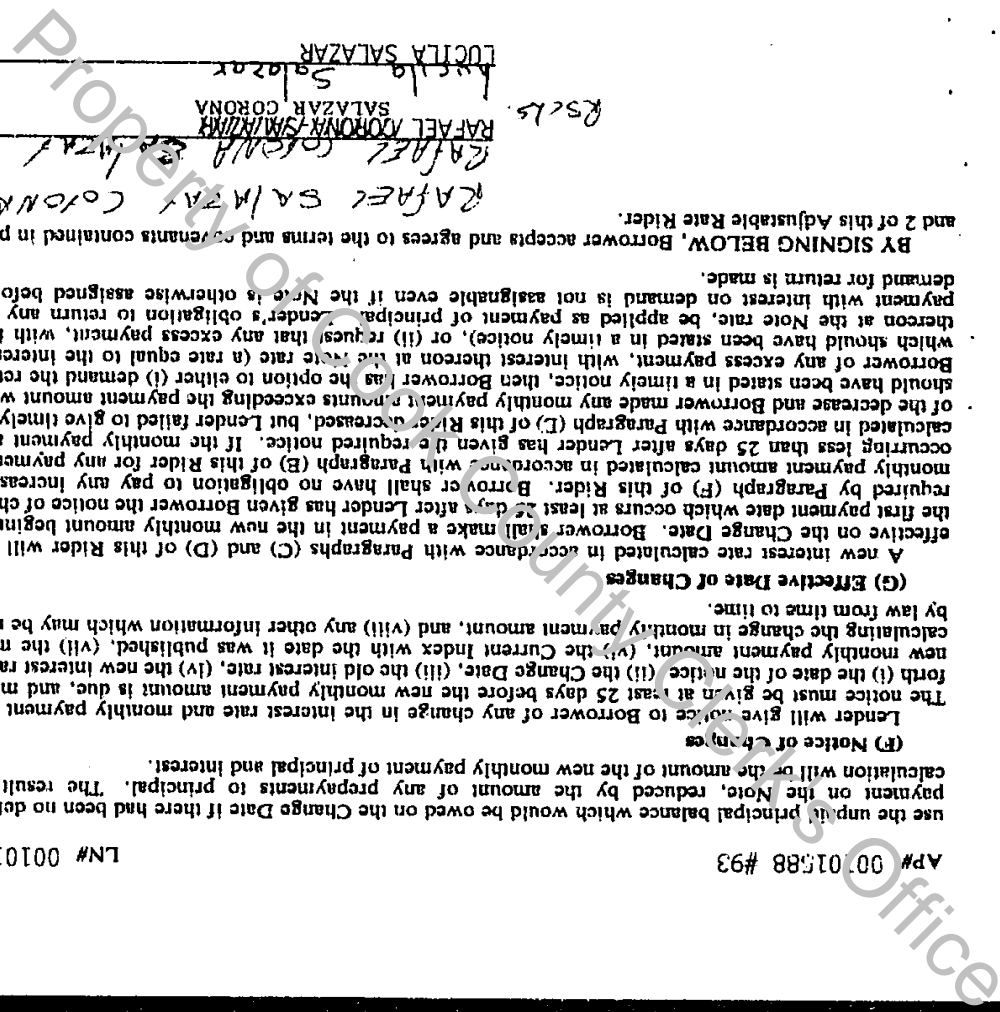 AP# 00101588 #93 LN# 0010
use the unpaid principal balance which would be owed on the Change Date if there had been no
payment on the Note, reduced by the amount of any prepayments to principal. The result
calculation will be the amount of the new monthly payment of principal and interest.
(F) Notice of Changes
Lender will give notice to Borrower of any change in the interest rate and monthly payment
The notice must be given at least 25 days before the new monthly payment amount is due, and
forth (i) the date of the notice, (ii) the Change Date, (iii) the old interest rate, (iv) the new interest
new monthly payment amount, (vi) the Current Index with the date it was published, (vii) the
calculating the change in monthly payment amount, and (viii) any other information which may be
by law from time to time.
(G) Effective Date of Changes
A new interest rate calculated in accordance with Paragraphs (C) and (D) of this Rider will
effective on the Change Date. Borrower shall make a payment in the new monthly amount
the first payment date which occurs at least 25 days after Lender has given Borrower the notice of
required by Paragraph (F) of this Rider. Borrower shall have no obligation to pay any
monthly payment amount calculated in accordance with Paragraph (E) of this Rider for any
occurring less than 25 days after Lender has given the required notice. If the monthly payment
calculated in accordance with Paragraph (E) of this Rider decreased, but Lender failed to give timely
of the decrease and Borrower made any monthly payment amounts exceeding the payment amount
should have been stated in a timely notice, then Borrower has the option to either (i) demand the
Borrower of any excess payment, with interest thereon at the Note rate (a rate equal to the
which should have been stated in a timely notice), or (ii) request that any excess payment, with
thereon at the Note rate, be applied as payment of principal. Lender's obligation to return any
payment with interest on demand is not assignable even if the Note is otherwise assigned
demand for return is made.
BY SIGNING BELOW, Borrower accepts and agrees to the terms and covenants contained in
and 2 of this Adjustable Rate Rider.
RAfAEL SAlAZAr COrONA
RAfAEL COrONA SAlAZAr
RAFAEL CORONA SALAZAR
SALAZAR CORONA
Lucila Salazar
LUCILA SALAZAR
Property of Cook County Clerk's Office